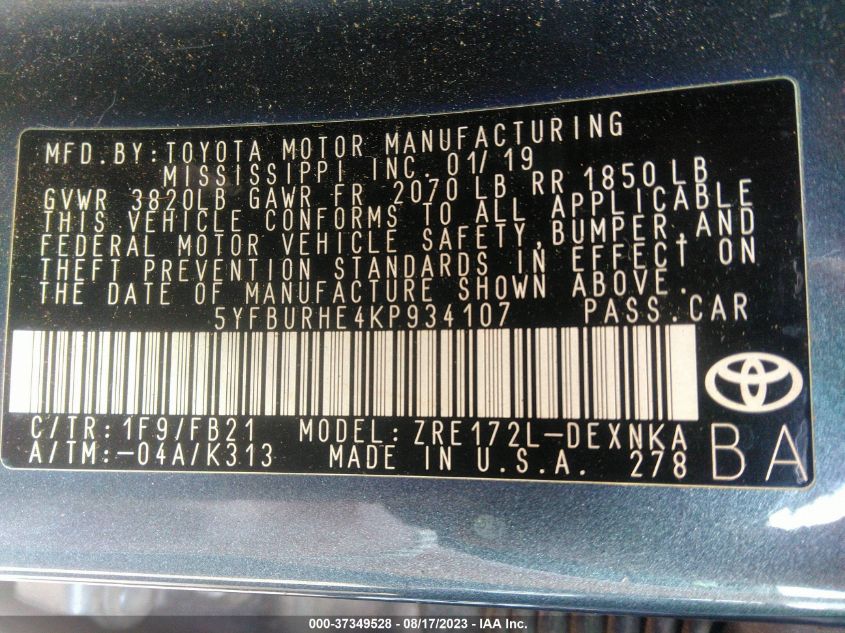 MFD.BY:TOYOTA MOTOR MANUFACTURING
MISSISSIPPI INC. 01/19
GVWR 3820LB GAWR FR 2070 LB RR 1850 LB
THIS VEHICLE CONFORMS TO ALL APPLICABLE
FEDERAL MOTOR VEHICLE SAFETY,BUMPER,AND
THEFT PREVENTION STANDARDS IN EFFECT ON
THE DATE OF MANUFACTURE SHOWN ABOVE.
5YFBURHE4KP934107 PASS.CAR
C/TR:1F9/FB21 MODEL:ZRE172L-DEXNKA
A/TM:-04A/K313 MADE IN U.S.A. 278
BA
000-37349528 - 08/17/2023 - IAA Inc.